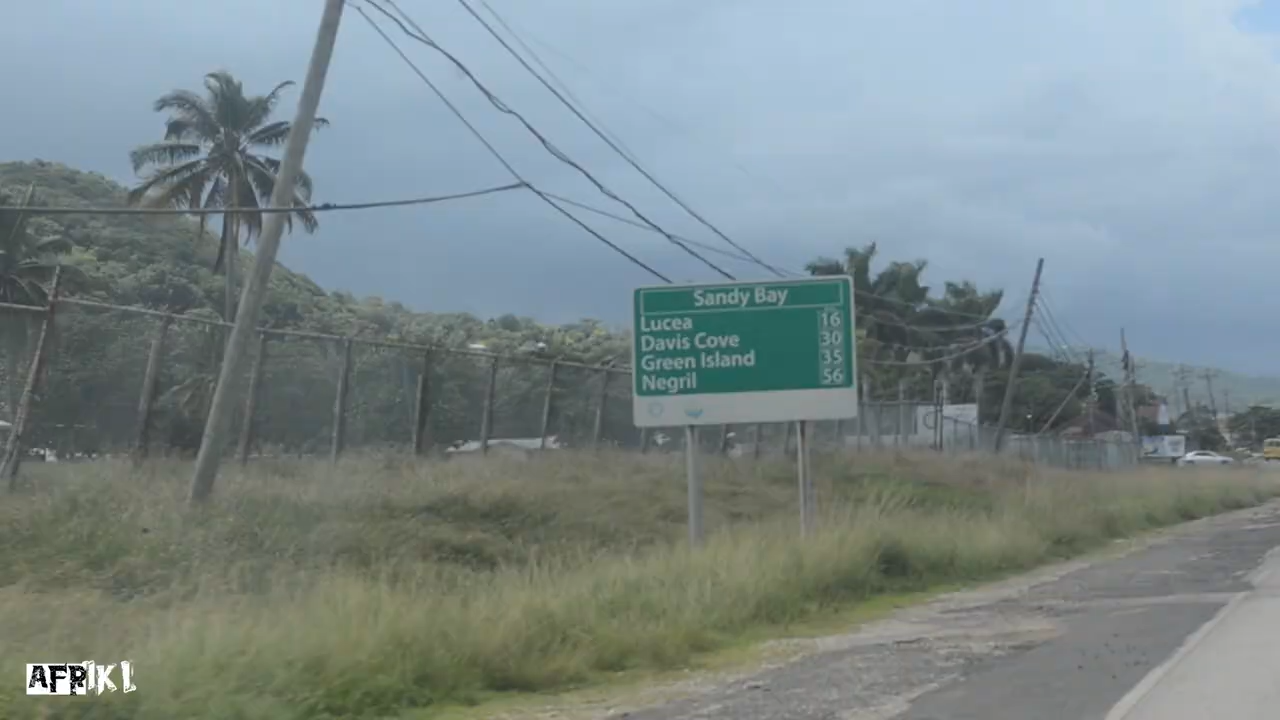 Sandy Bay
Lucea 16
Davis Cove 30
Green Island 35
Negril 56
AFRIKL